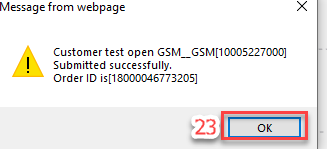 Message from webpage
Customer test open GSM__GSM[10005227000]
Submitted successfully.
Order ID is[18000046773205]
23
OK